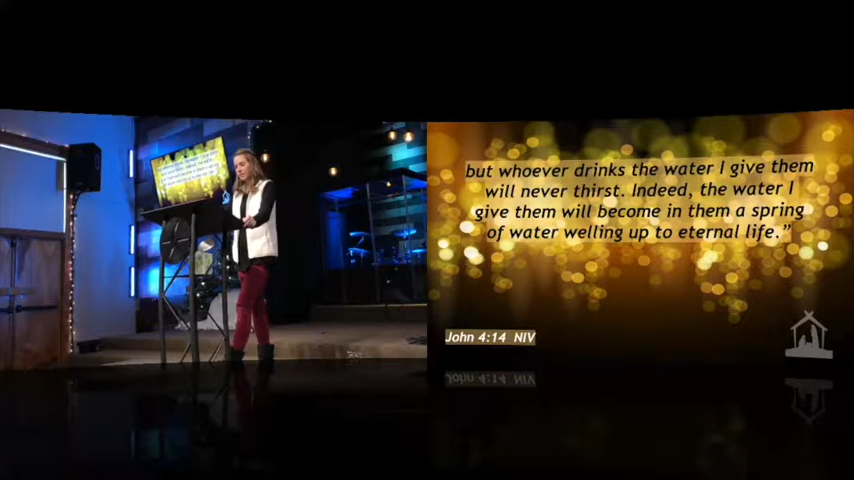 but whoever drinks the water I give them
will never thirst. Indeed, the water I
give them will become in them a spring
of water welling up to eternal life.”
John 4:14 NIV